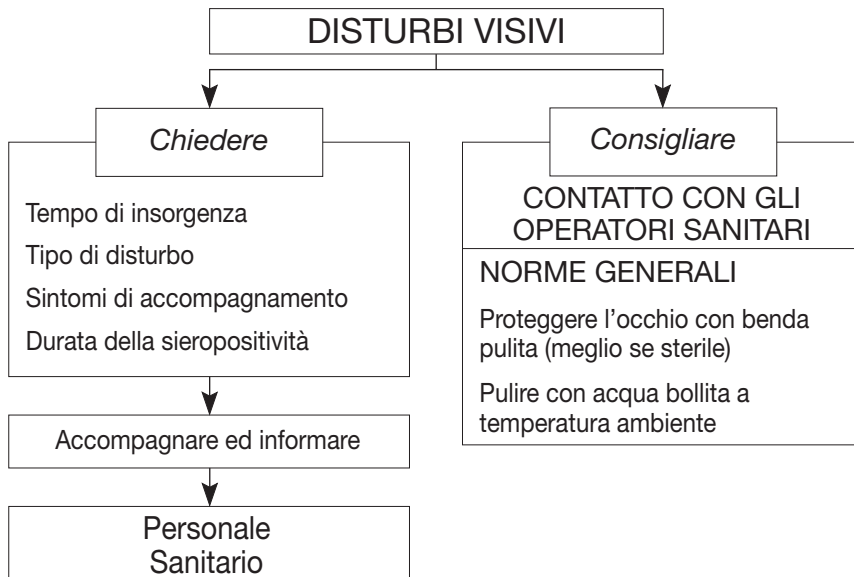 DISTURBI VISIVI
Chiedere
Tempo di insorgenza
Tipo di disturbo
Sintomi di accompagnamento
Durata della sieropositività
Accompagnare ed informare
Personale
Sanitario
Consigliare
CONTATTO CON GLI
OPERATORI SANITARI
NORME GENERALI
Proteggere l’occhio con benda
pulita (meglio se sterile)
Pulire con acqua bollita a
temperatura ambiente